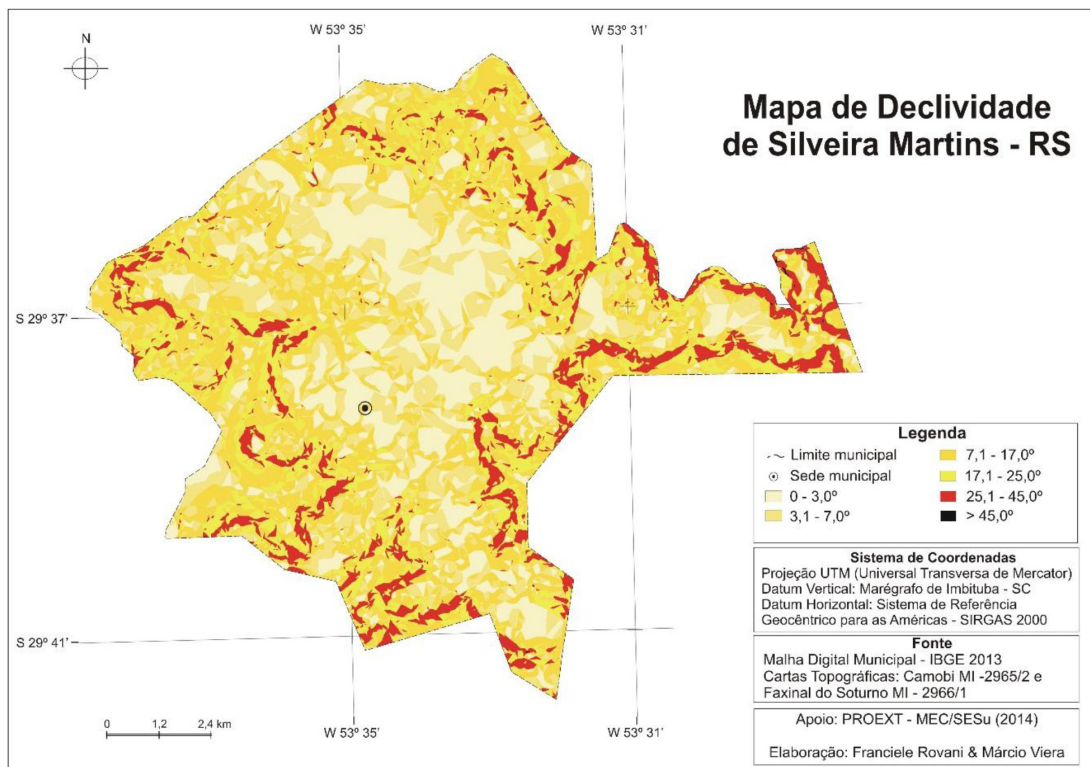 W 53º 35'
W 53º 31'
N
Mapa de Declividade
de Silveira Martins - RS
S 29º 37'
S 29º 41'
0 1,2 2,4 km
W 53º 35'
W 53º 31'
Legenda
Limite municipal
Sede municipal
0 - 3,0º
3,1 - 7,0º
7,1 - 17,0º
17,1 - 25,0º
25,1 - 45,0º
> 45,0º
Sistema de Coordenadas
Projeção UTM (Universal Transversa de Mercator)
Datum Vertical: Marégrafo de Imbituba - SC
Datum Horizontal: Sistema de Referência
Geocêntrico para as Américas - SIRGAS 2000
Fonte
Malha Digital Municipal - IBGE 2013
Cartas Topográficas: Camobi MI -2965/2 e
Faxinal do Soturno MI - 2966/1
Apoio: PROEXT - MEC/SESu (2014)
Elaboração: Franciele Rovani & Márcio Viera